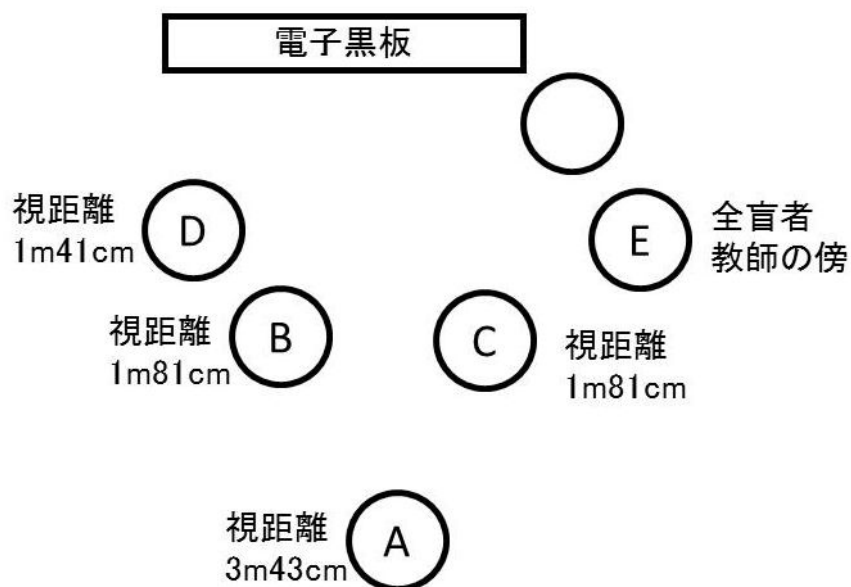 電子黒板
視距離
1m41cm
D
E
全盲者
教師の傍
視距離
1m81cm
B
C
視距離
1m81cm
視距離
3m43cm
A